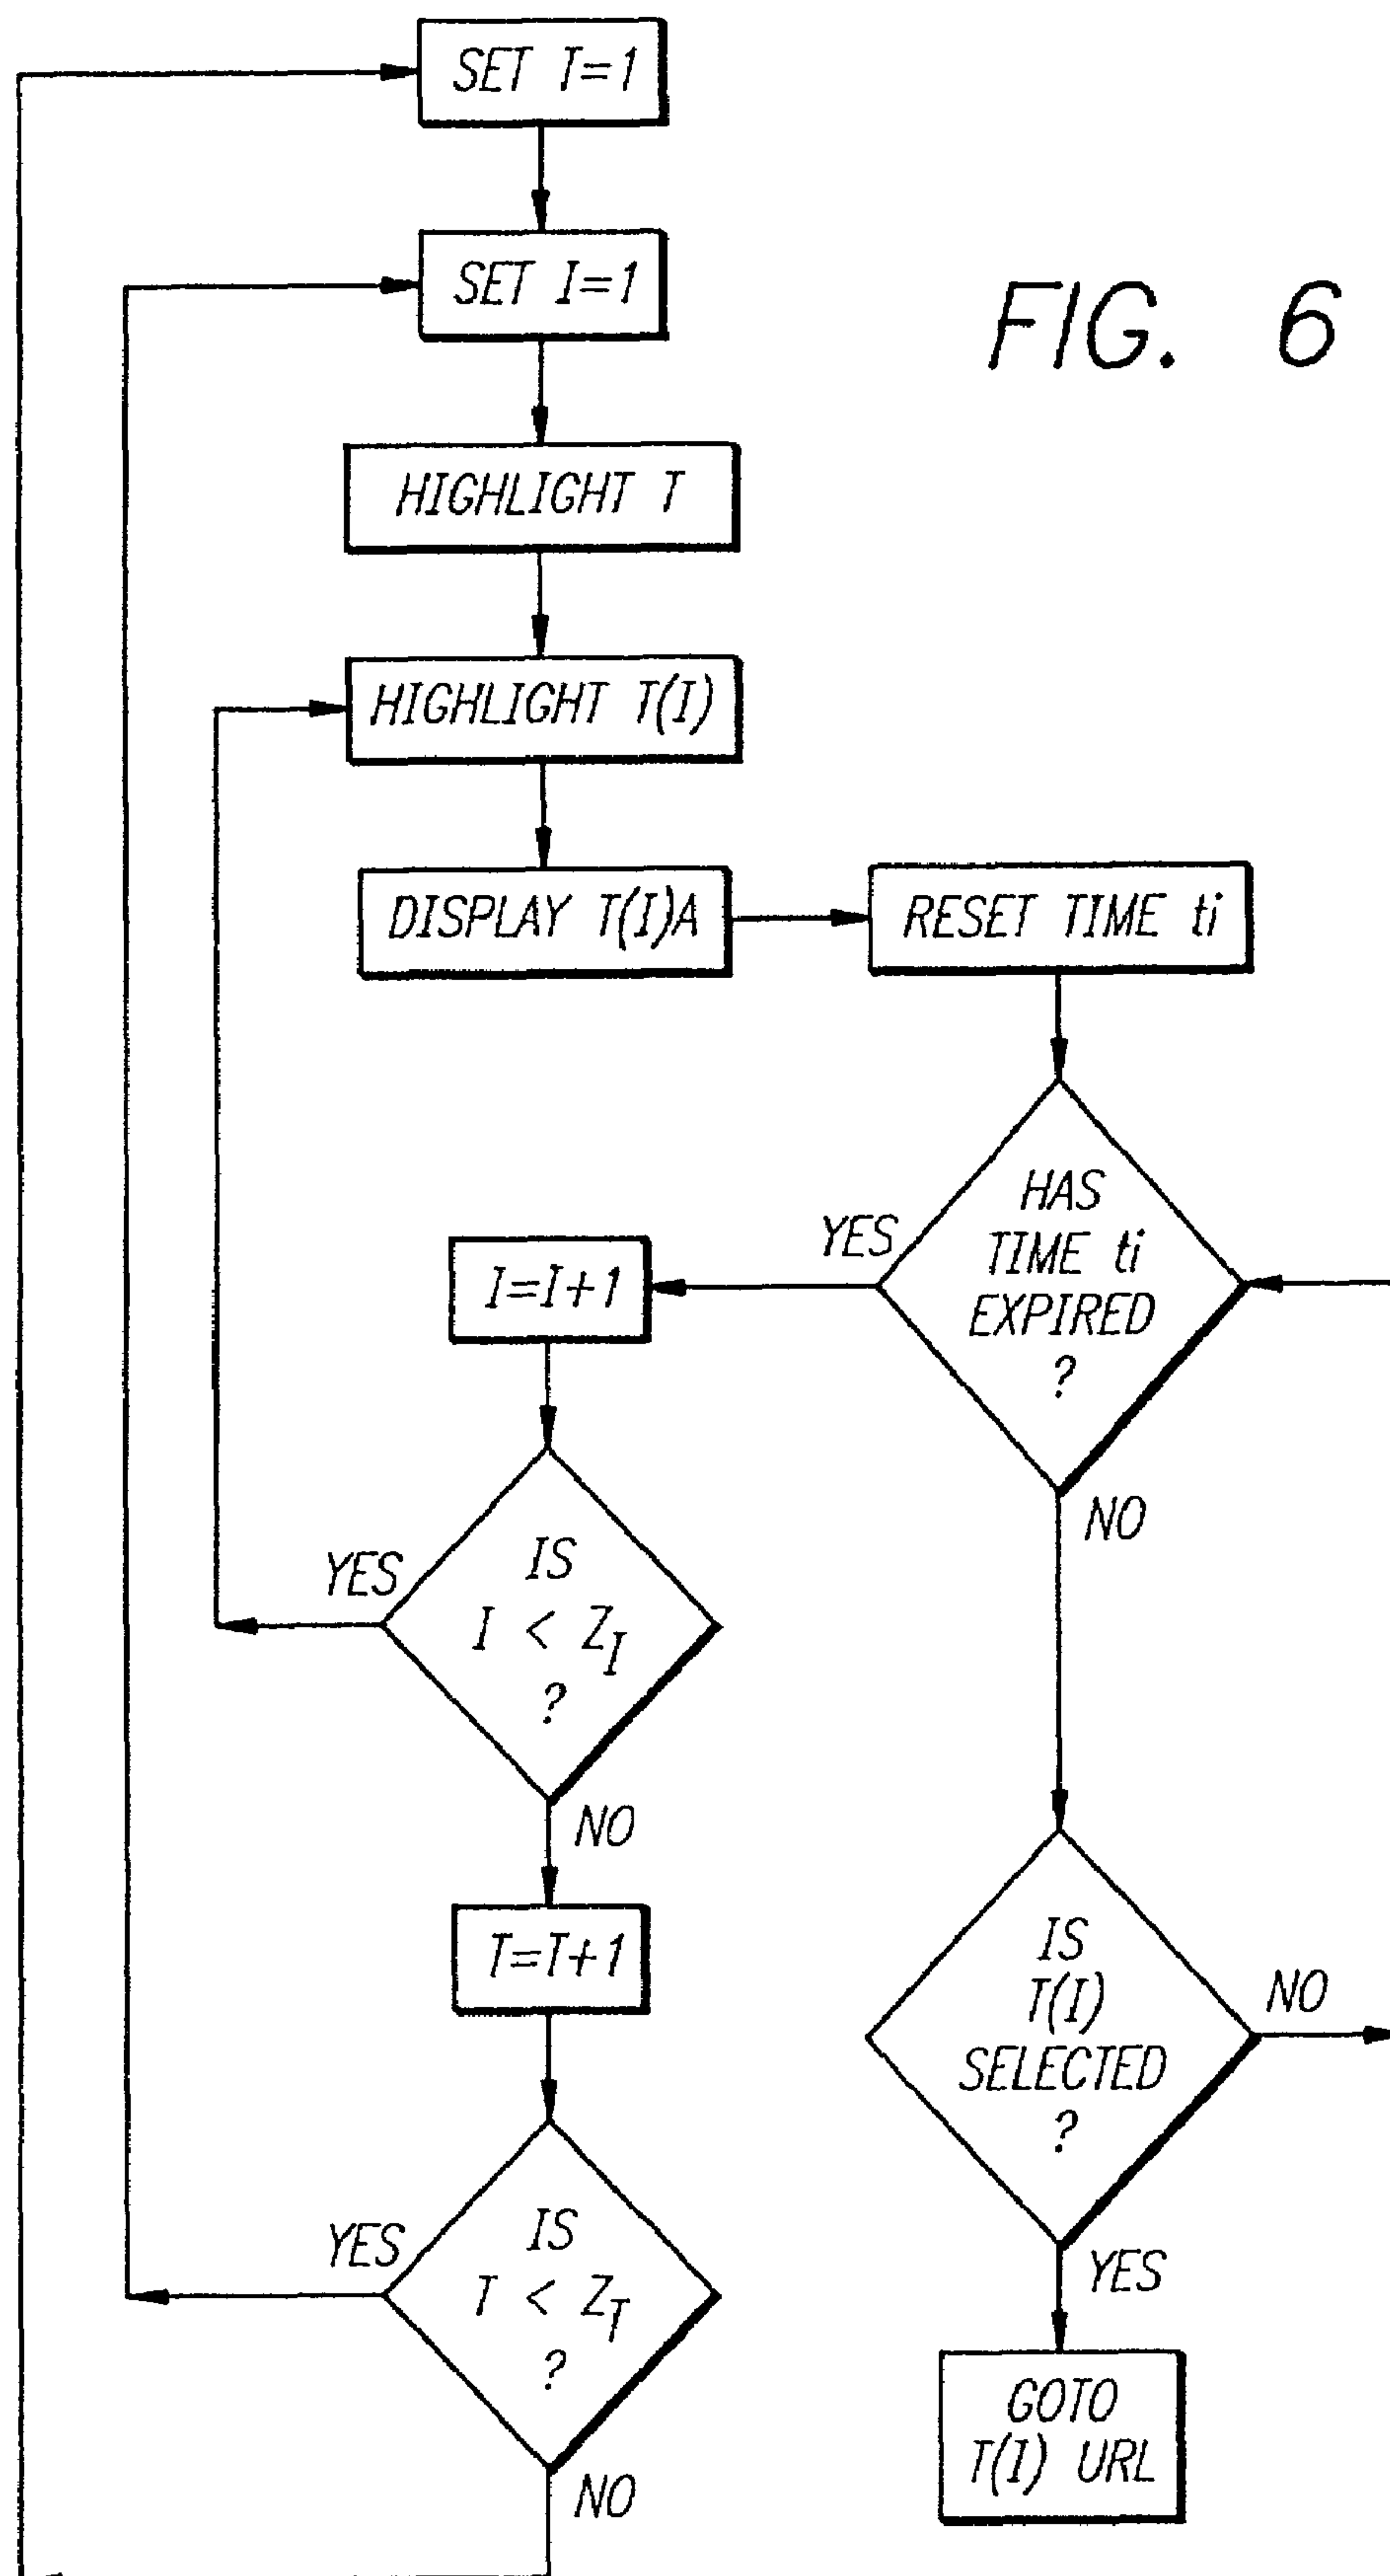 SET T=1
SET I=1
FIG. 6
HIGHLIGHT T
HIGHLIGHT T(I)
DISPLAY T(I)A
RESET TIME ti
HAS
TIME ti
EXPIRED
?
YES
NO
I=I+1
IS
I < Z_I
?
YES
NO
T=T+1
IS
T(I)
SELECTED
?
NO
YES
IS
T < Z_T
?
YES
NO
GOTO
T(I) URL